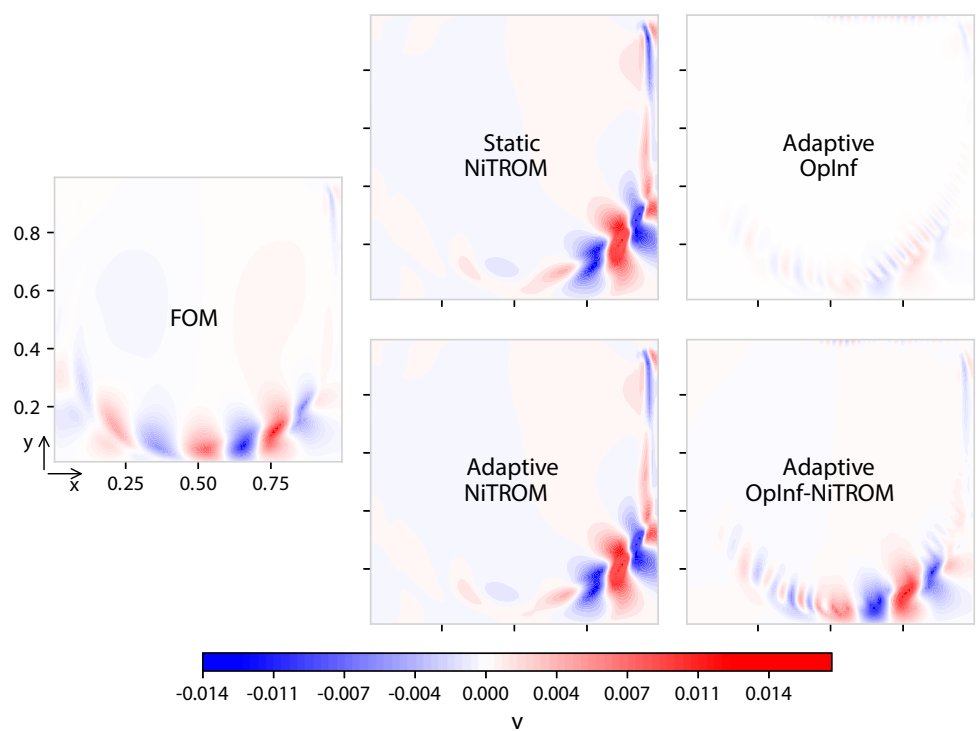 Static
NiTROM
Adaptive
OpInf
FOM
0.8
0.6
0.4
0.2
y
x
0.25 0.50 0.75
Adaptive
NiTROM
Adaptive
OpInf-NiTROM
-0.014 -0.011 -0.007 -0.004 0.000 0.004 0.007 0.011 0.014
v